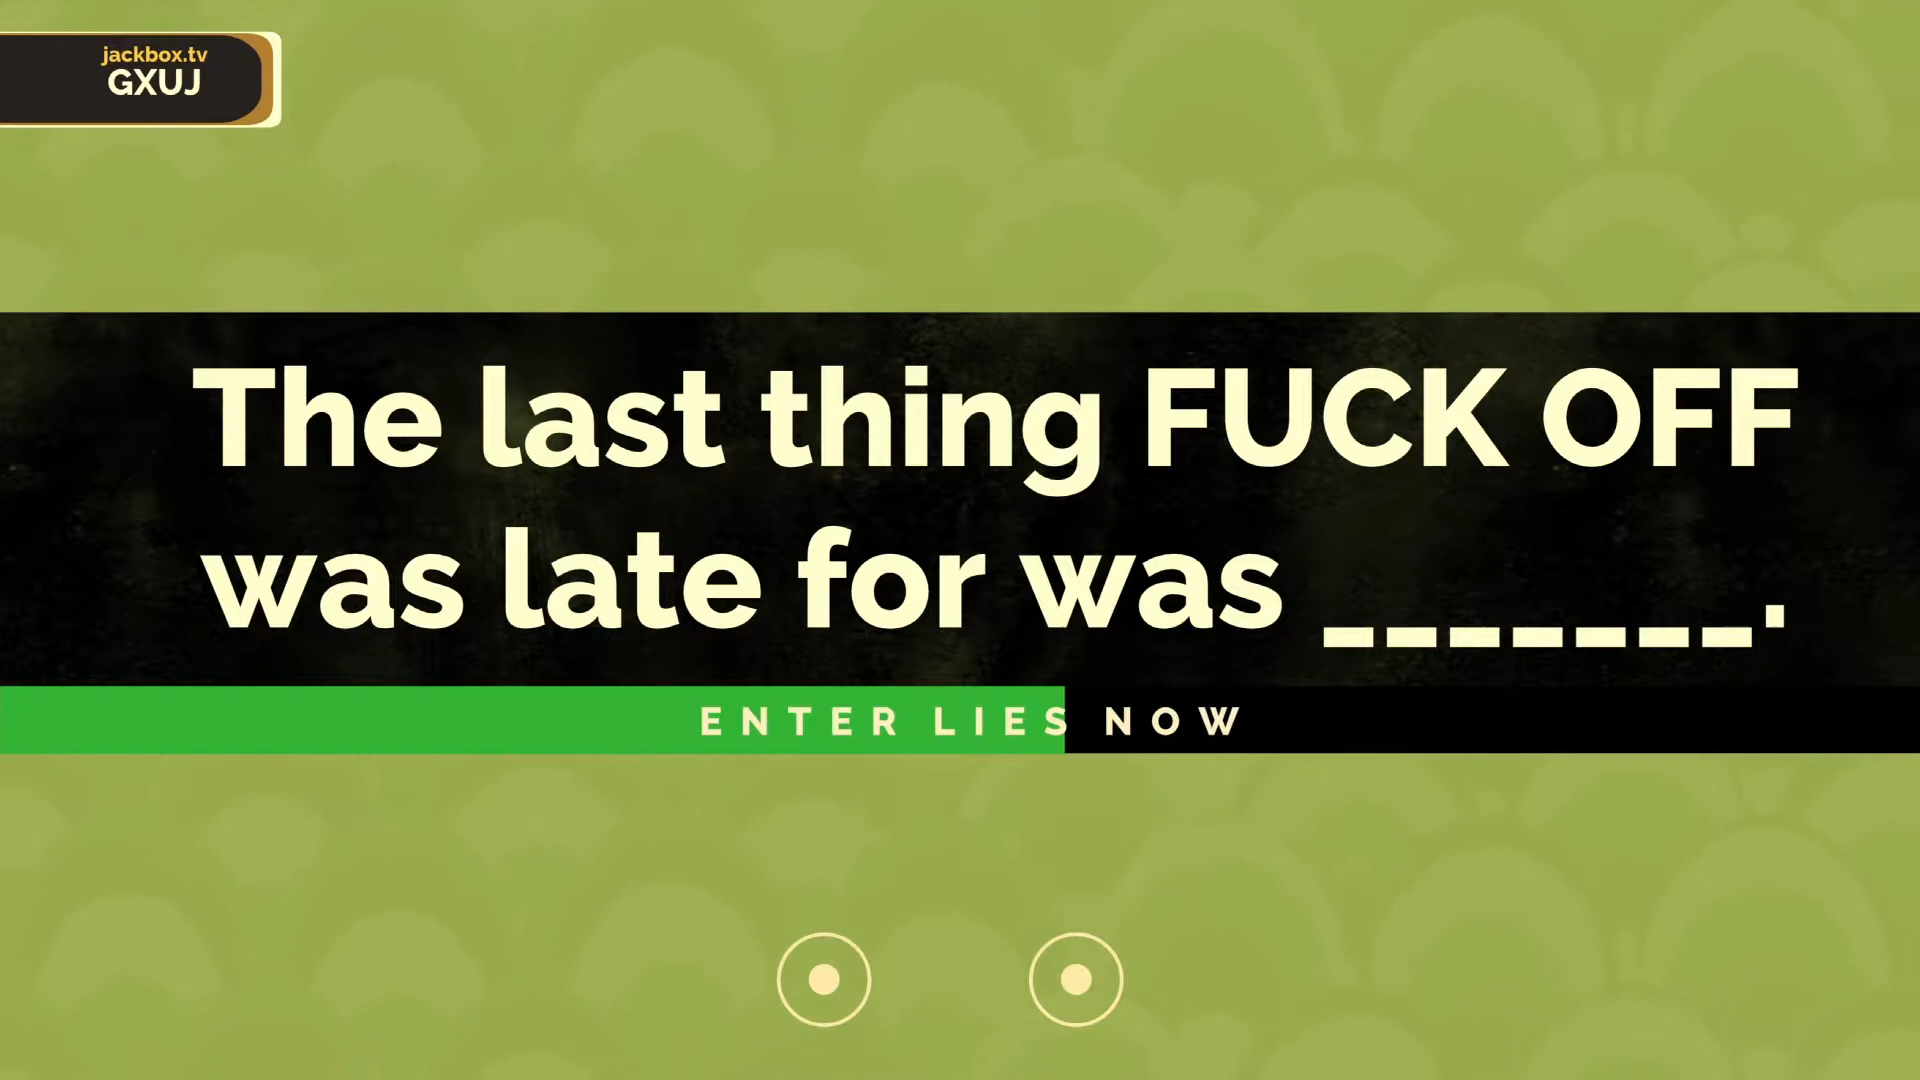 jackbox.tv
GXUJ
The last thing FUCK OFF
was late for was _______.
ENTER LIES NOW